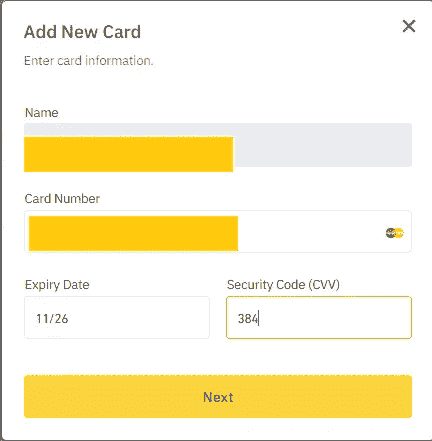 Add New Card
Enter card information.
Name
Card Number
Expiry Date
Security Code (CVV)
11/26
384
Next